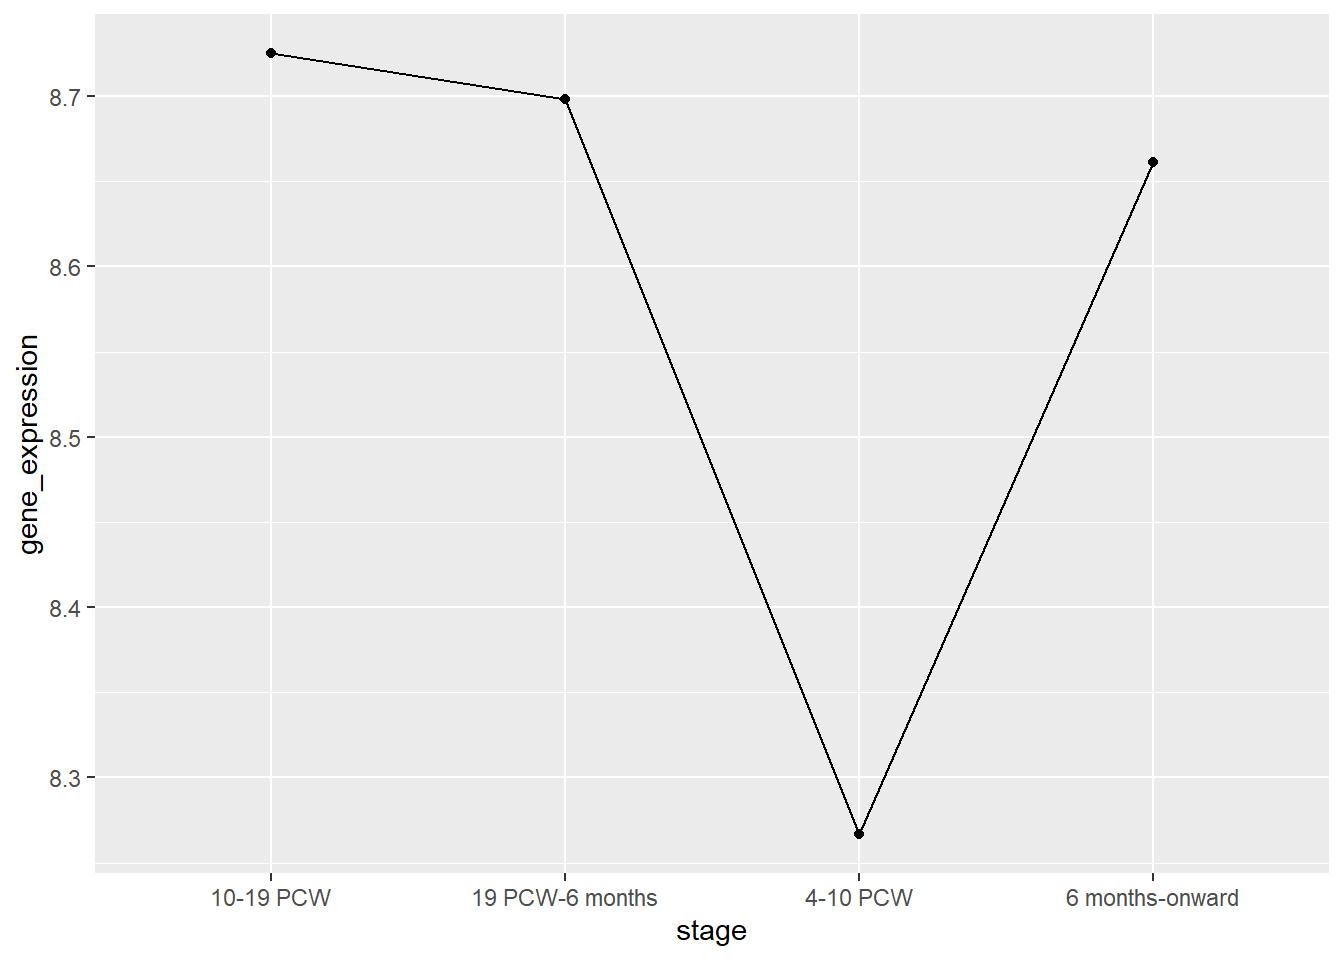 gene_expression
8.7
8.6
8.5
8.4
8.3
10-19 PCW
19 PCW-6 months
4-10 PCW
6 months-onward
stage